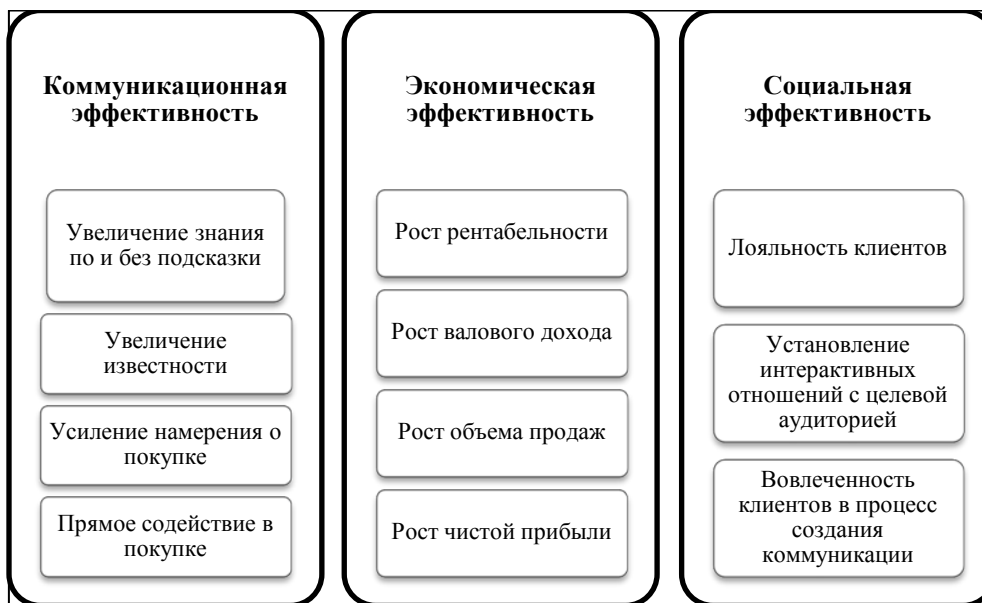 Коммуникационная
эффективность
Увеличение знания
по и без подсказки
Увеличение
известности
Усиление намерения о
покупке
Прямое содействие в
покупке
Экономическая
эффективность
Рост рентабельности
Рост валового дохода
Рост объема продаж
Рост чистой прибыли
Социальная
эффективность
Лояльность клиентов
Установление
интерактивных
отношений с целевой
аудиторией
Вовлеченность
клиентов в процесс
создания
коммуникации